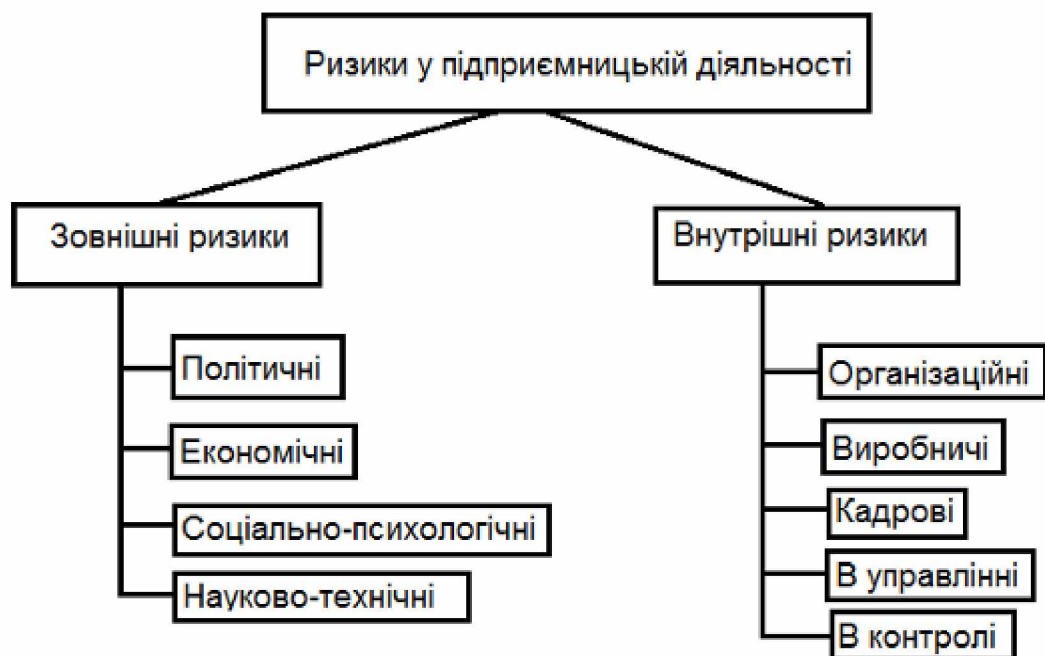 Ризики у підприємницькій діяльності
Зовнішні ризики
Політичні
Економічні
Соціально-психологічні
Науково-технічні
Внутрішні ризики
Організаційні
Виробничі
Кадрові
В управлінні
В контролі